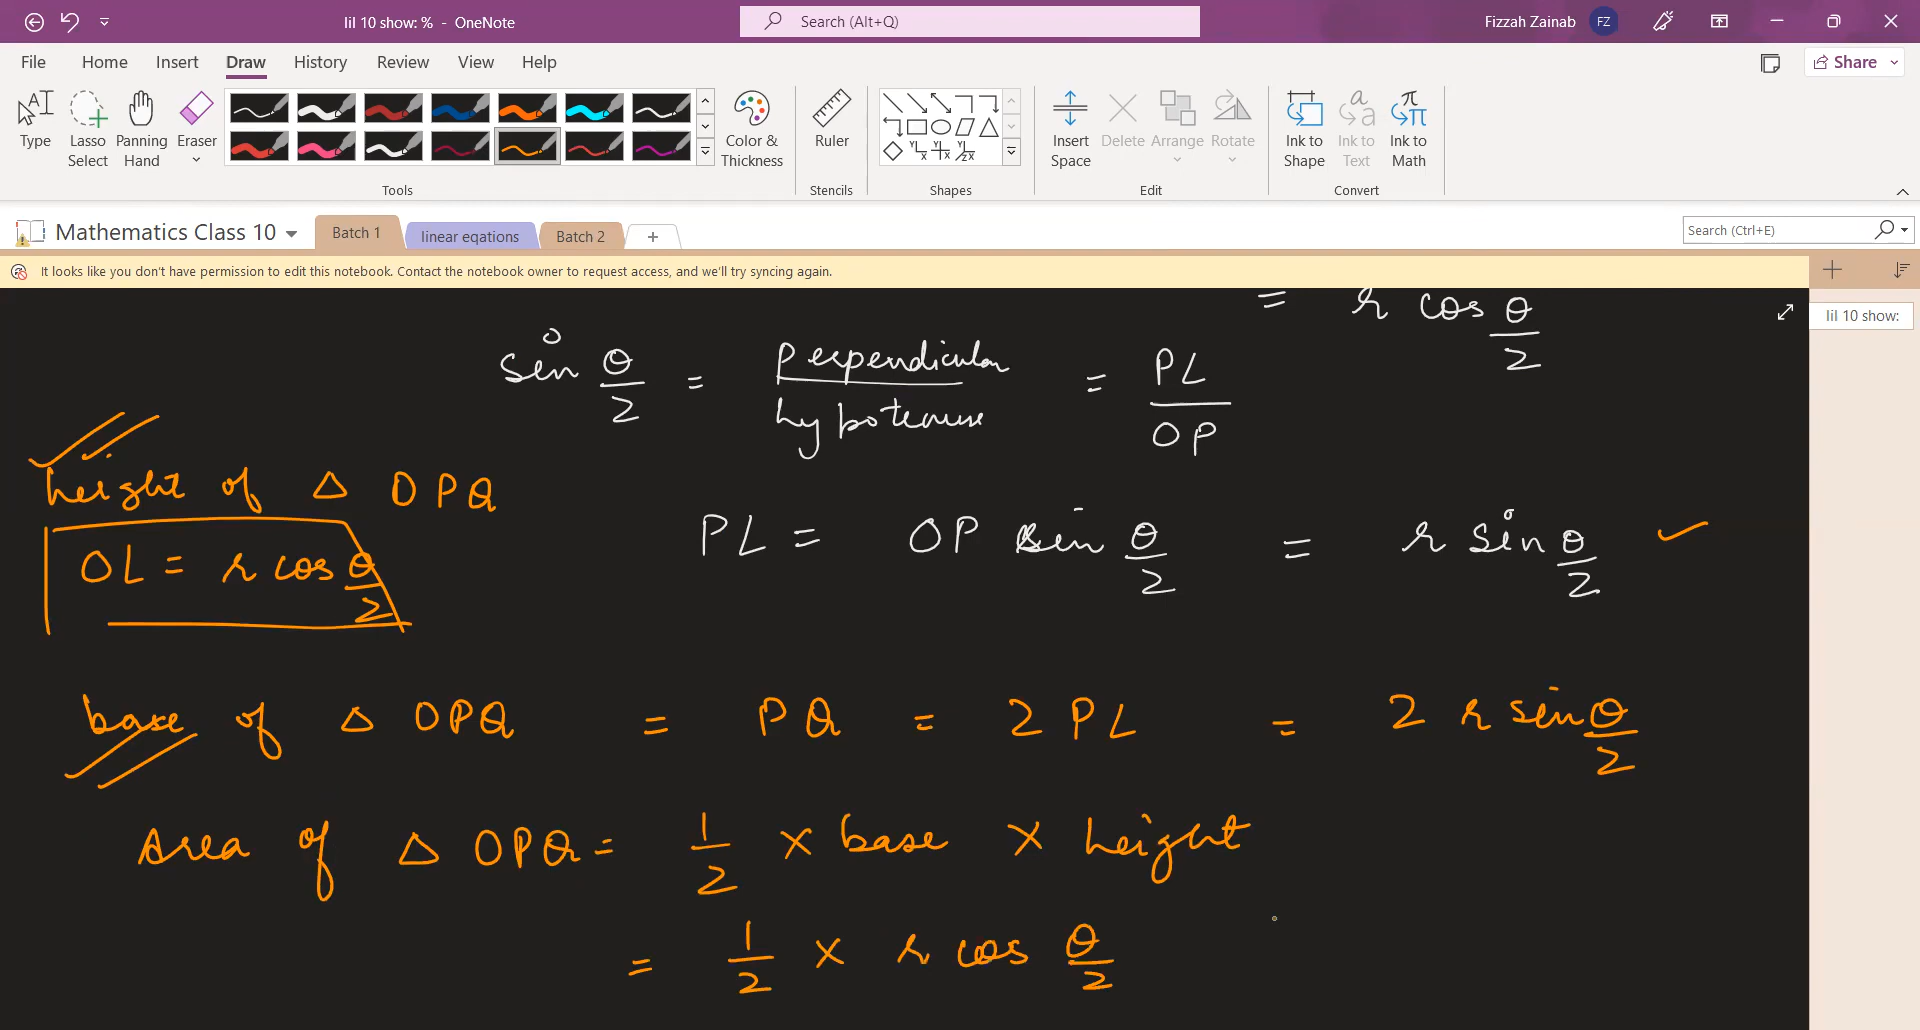 lil 10 show: % - OneNote
Search (Alt+Q)
Fizzah Zainab FZ
File Home Insert Draw History Review View Help
Share
Type
Lasso Select
Panning Hand
Eraser
Color & Thickness
Ruler
Insert Space
Delete
Arrange
Rotate
Ink to Shape
Ink to Text
Ink to Math
Tools Stencils Shapes Edit Convert
Mathematics Class 10 Batch 1 linear eqations Batch 2 +
Search (Ctrl+E)
It looks like you don't have permission to edit this notebook. Contact the notebook owner to request access, and we'll try syncing again.
lil 10 show:
= r cos θ/2
sin θ/2 = Perpendicular/hypotenuse = PL/OP
height of Δ OPQ
PL = OP sin θ/2 = r sin θ/2 ✓
OL = r cos θ/2
base of Δ OPQ = PQ = 2 PL = 2 r sin θ/2
Area of Δ OPQ = 1/2 × base × height
= 1/2 × r cos θ/2